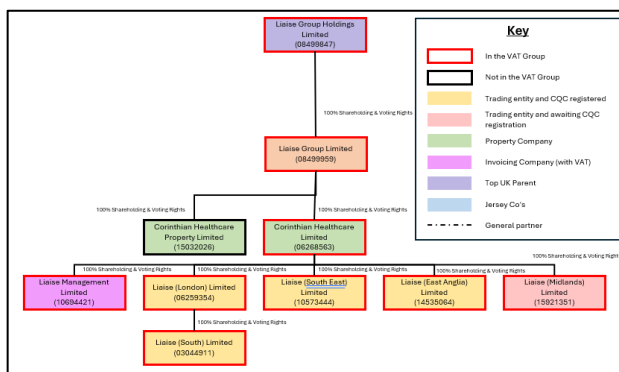 Liaise Group Holdings
Limited
(08499847)
Key
In the VAT Group
Not in the VAT Group
Trading entity and CQC registered
Trading entity and awaiting CQC
registration
Property Company
Invoicing Company (with VAT)
Top UK Parent
Jersey Co's
General partner
100% Shareholding & Voting Rights
Liaise Group Limited
(08499959)
100% Shareholding & Voting Rights
100% Shareholding & Voting Rights
Corinthian Healthcare
Property Limited
(15032026)
Corinthian Healthcare
Limited
(06268563)
100% Shareholding & Voting Rights
100% Shareholding & Voting Rights
100% Shareholding & Voting Rights
100% Shareholding & Voting Rights
100% Shareholding & Voting Rights
Liaise Management
Limited
(10694421)
Liaise (London) Limited
(06259354)
Liaise (South East)
Limited
(10573444)
Liaise (East Anglia) Limited
(14535064)
Liaise (Midlands)
Limited
(15921351)
100% Shareholding & Voting Rights
Liaise (South) Limited
(03044911)